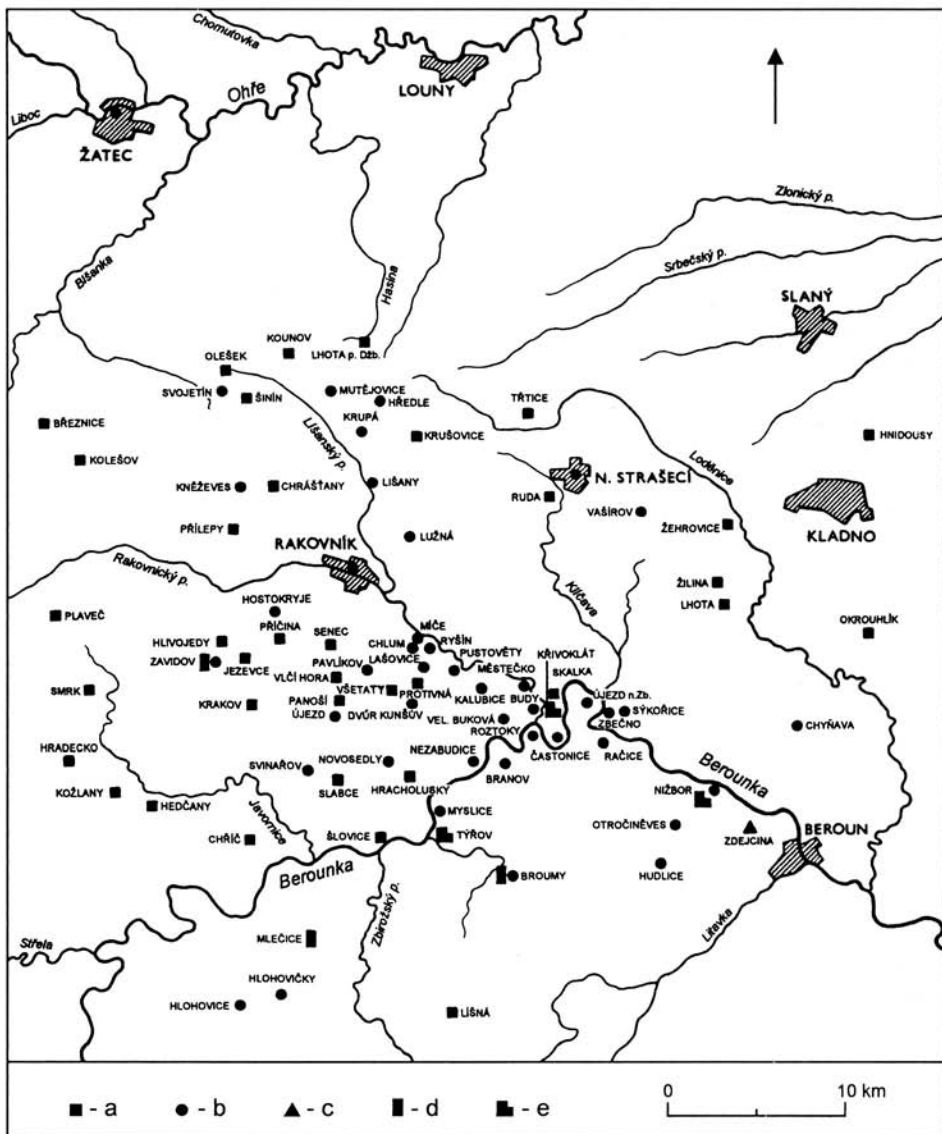 Chomutovka
Ohře
LOUNY
Liboc
ŽATEC
Zlonický p.
Blšanka
Hasina
Srbečský p.
SLANÝ
KOUNOV
LHOTA p. Džb.
OLEŠEK
SVOJETÍN
ŠINÍN
MUTĚJOVICE
HŘEDLE
TŘTICE
BŘEZNICE
KRUPÁ
KRUŠOVICE
HNIDOUSY
KOLEŠOV
Lišanský p.
Loděnice
KNĚŽEVES
CHRÁŠŤANY
LIŠANY
N. STRAŠECÍ
RUDA
VAŠÍROV
PŘÍLEPY
LUŽNÁ
ŽEHROVICE
KLADNO
RAKOVNÍK
Rakovnický p.
Klíčava
ŽILINA
LHOTA
PLAVEČ
HOSTOKRYJE
PŘÍČINA
MÍČE
OKROUHLÍK
HLIVOJEDY
SENEC
CHLUM
RYŠÍN
KŘIVOKLÁT
ZAVIDOV
JEZEVCE
PAVLÍKOV
LAŠOVICE
PUSTOVĚTY
SKALKA
VLČÍ HORA
MĚSTEČKO
SMRK
VŠETATY
PROTIVNÁ
KRAKOV
PANOŠÍ
KALUBICE
BUDY
ÚJEZD n.Zb.
ÚJEZD
DVŮR KUNŠŮV
VEL. BUKOVÁ
ZBEČNO
SÝKOŘICE
CHYŇAVA
ROZTOKY
HRADECKO
NEZABUDICE
ČASTONICE
RAČICE
SVINAŘOV
NOVOSEDLY
BRANOV
KOŽLANY
SLABCE
HRACHOLUSKY
NIŽBOR
Berounka
HEDČANY
Javornice
MYSLICE
OTROČINĚVES
ZDEJCINA
BEROUN
CHŘÍČ
ŠLOVICE
TÝŘOV
Berounka
BROUMY
HUDLICE
Zbirožský p.
Litavka
MLEČICE
Střela
HLOHOVIČKY
HLOHOVICE
LÍŠNÁ
- a - b - c - d - e
0 10 km